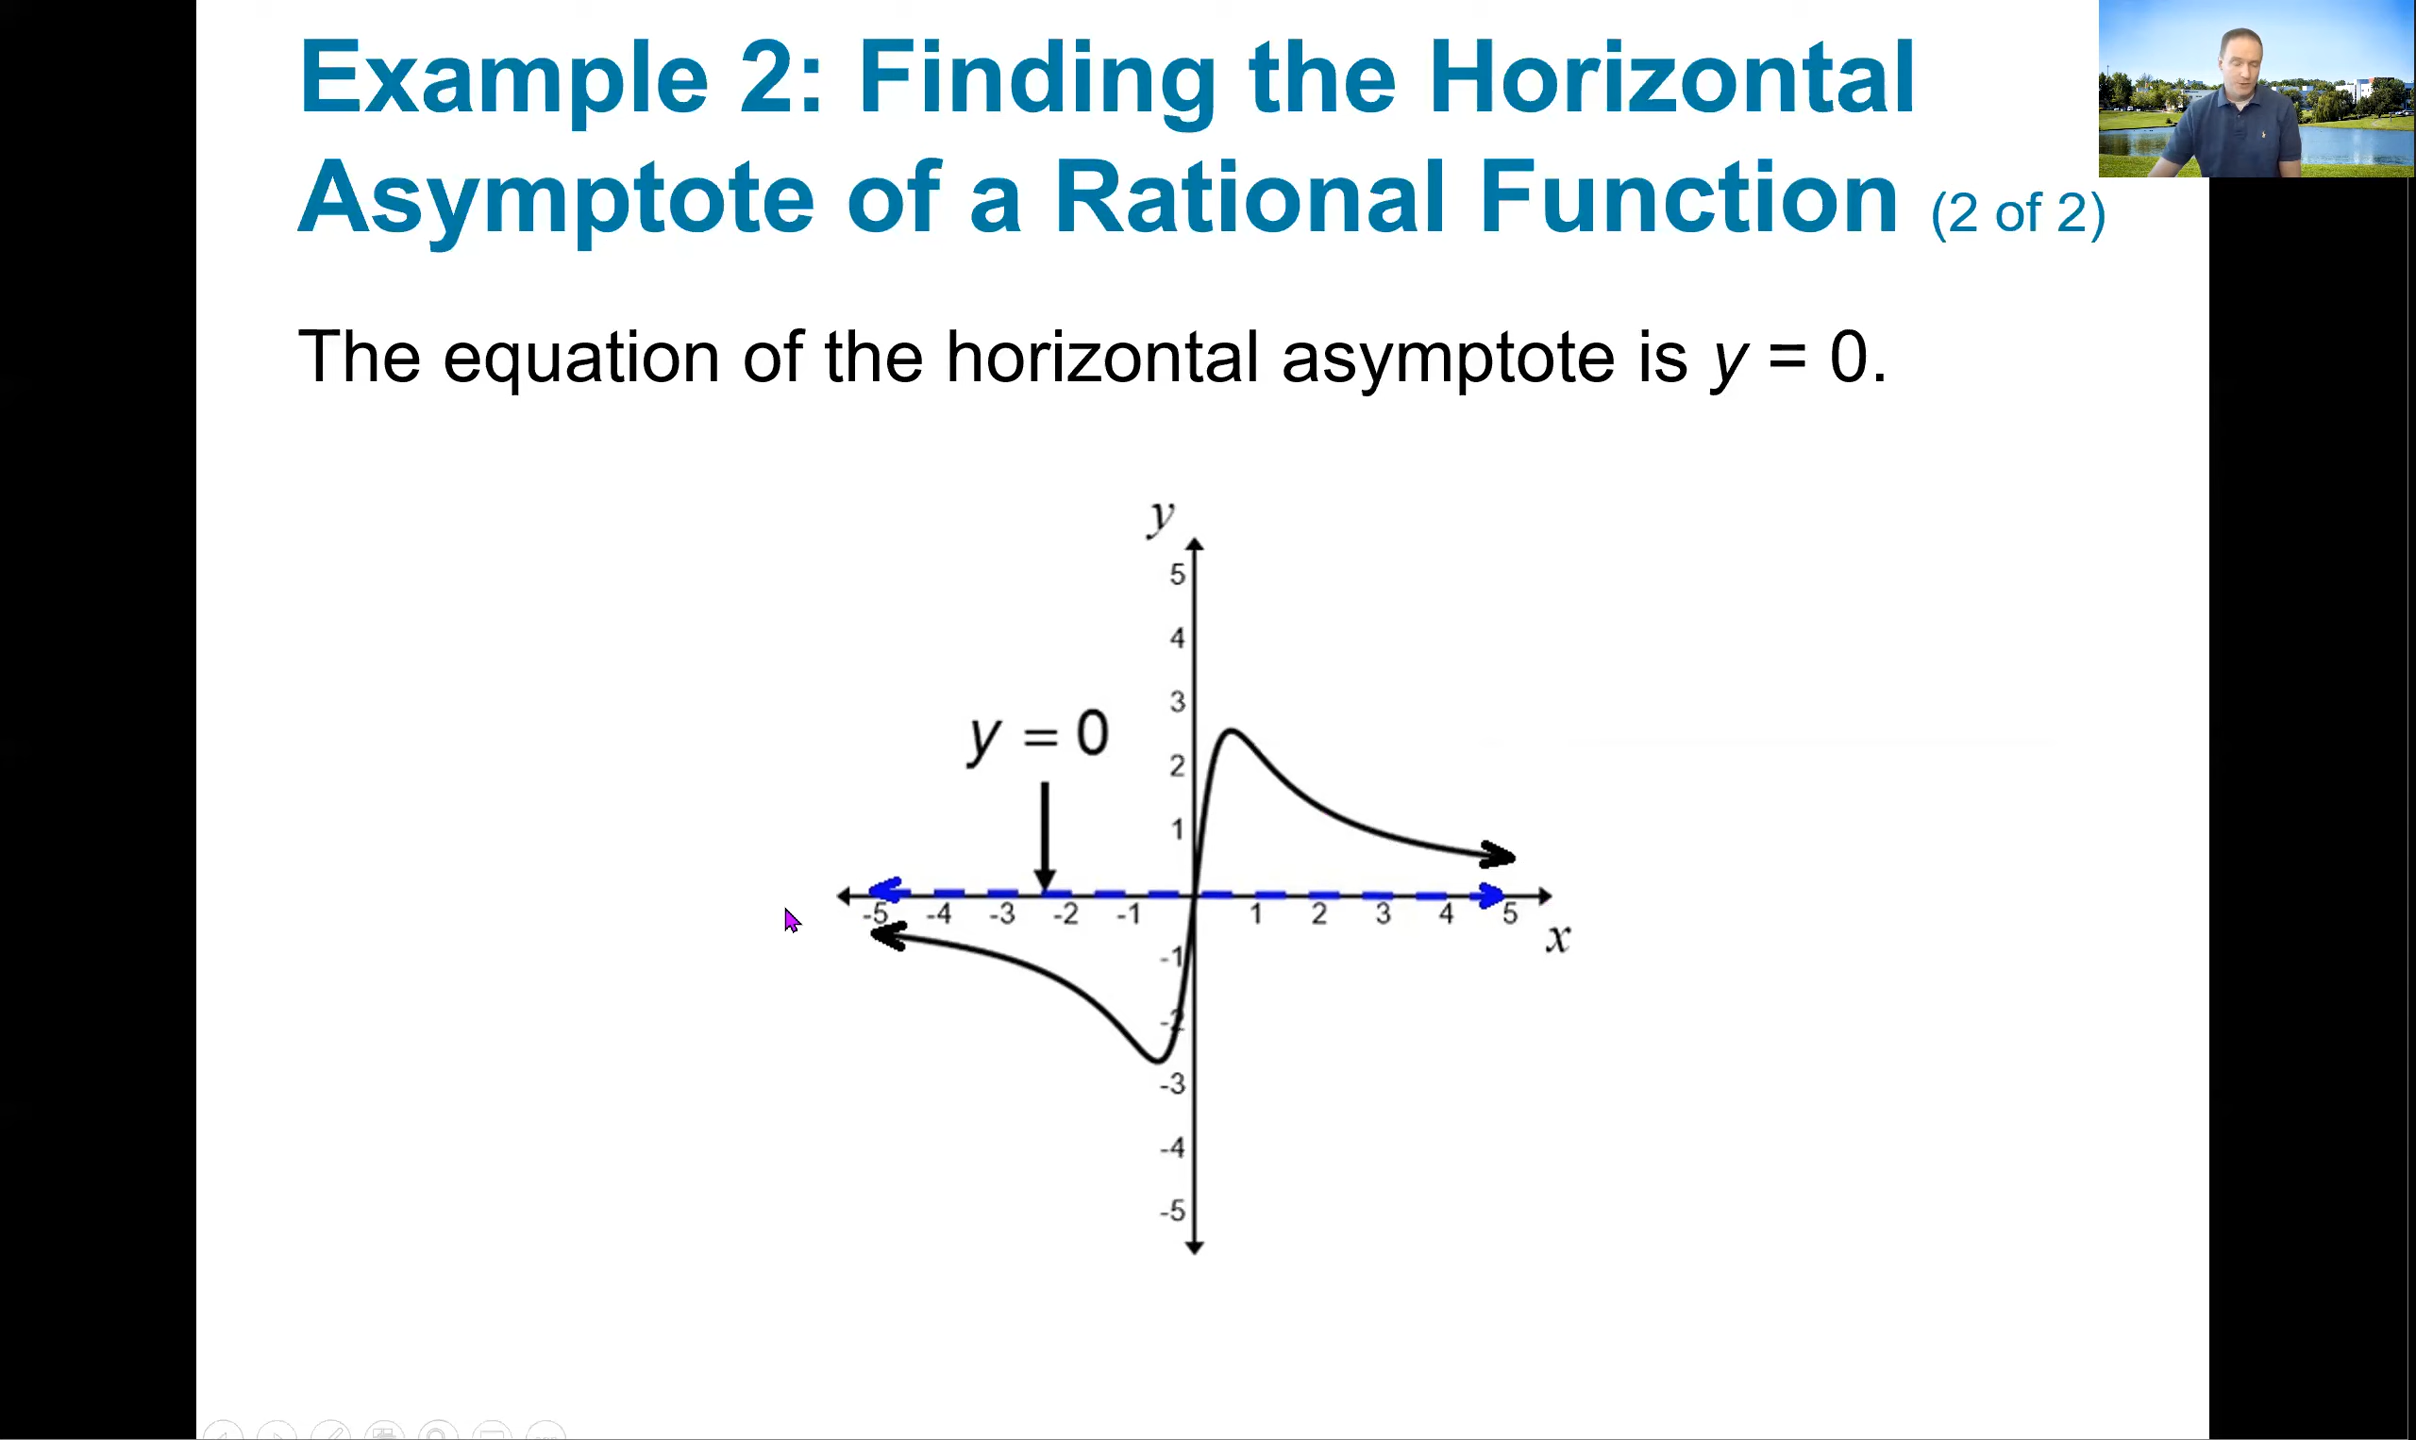 Example 2: Finding the Horizontal
Asymptote of a Rational Function (2 of 2)
The equation of the horizontal asymptote is y = 0.
y
5
4
3
y = 0
2
1
-5 -4 -3 -2 -1 1 2 3 4 5
x
-1
-2
-3
-4
-5